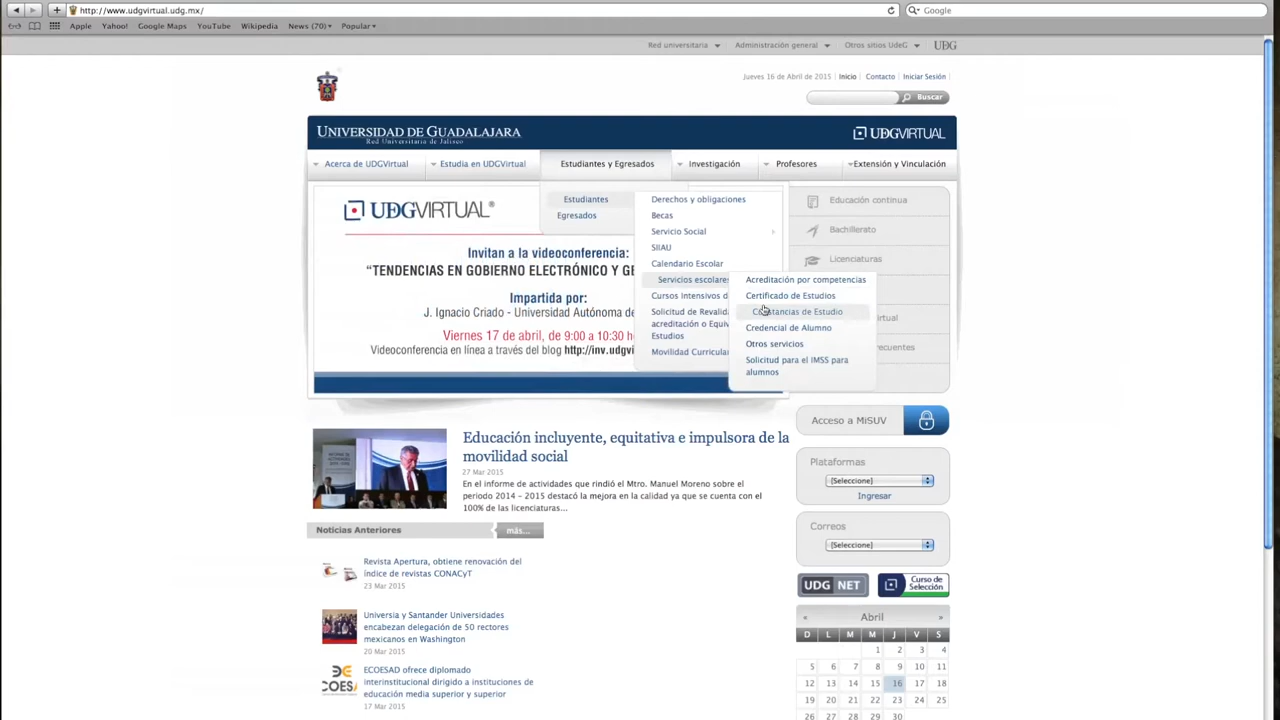 http://www.udgvirtual.udg.mx/
Google
Apple
Yahoo!
Google Maps
YouTube
Wikipedia
News (70)
Popular
Red universitaria
Administración general
Otros sitios UdeG
UDG
Jueves 16 de Abril de 2015
Inicio
Contacto
Iniciar Sesión
Buscar
UNIVERSIDAD DE GUADALAJARA
Red Universitaria de Jalisco
UDGVIRTUAL
Acerca de UDGVirtual
Estudia en UDGVirtual
Estudiantes y Egresados
Investigación
Profesores
Extensión y Vinculación
Estudiantes
Egresados
Derechos y obligaciones
Becas
Servicio Social
SIIAU
Calendario Escolar
Servicios escolares
Cursos Intensivos d
Solicitud de Revalid
acreditación o Equiv
Estudios
Movilidad Curricular
Acreditación por competencias
Certificado de Estudios
Constancias de Estudio
Credencial de Alumno
Otros servicios
Solicitud para el IMSS para
alumnos
UDGVIRTUAL®
Invitan a la videoconferencia:
"TENDENCIAS EN GOBIERNO ELECTRÓNICO Y GE
Impartida por:
J. Ignacio Criado - Universidad Autónoma de
Viernes 17 de abril, de 9:00 a 10:30 h
Videoconferencia en línea a través del blog http://inv.udgvi
Educación continua
Bachillerato
Licenciaturas
irtual
ecuentes
Acceso a MiSUV
Plataformas
[Seleccione]
Ingresar
Correos
[Seleccione]
UDG NET
Curso de
Selección
Educación incluyente, equitativa e impulsora de la
movilidad social
27 Mar 2015
En el informe de actividades que rindió el Mtro. Manuel Moreno sobre el
periodo 2014 - 2015 destacó la mejora en la calidad ya que se cuenta con el
100% de las licenciaturas...
Noticias Anteriores
más...
Revista Apertura, obtiene renovación del
índice de revistas CONACyT
23 Mar 2015
Universia y Santander Universidades
encabezan delegación de 50 rectores
mexicanos en Washington
20 Mar 2015
ECOESAD ofrece diplomado
interinstitucional dirigido a instituciones de
educación media superior y superior
17 Mar 2015
« Abril »
D L M M J V S
1 2 3 4
5 6 7 8 9 10 11
12 13 14 15 16 17 18
19 20 21 22 23 24 25
26 27 28 29 30